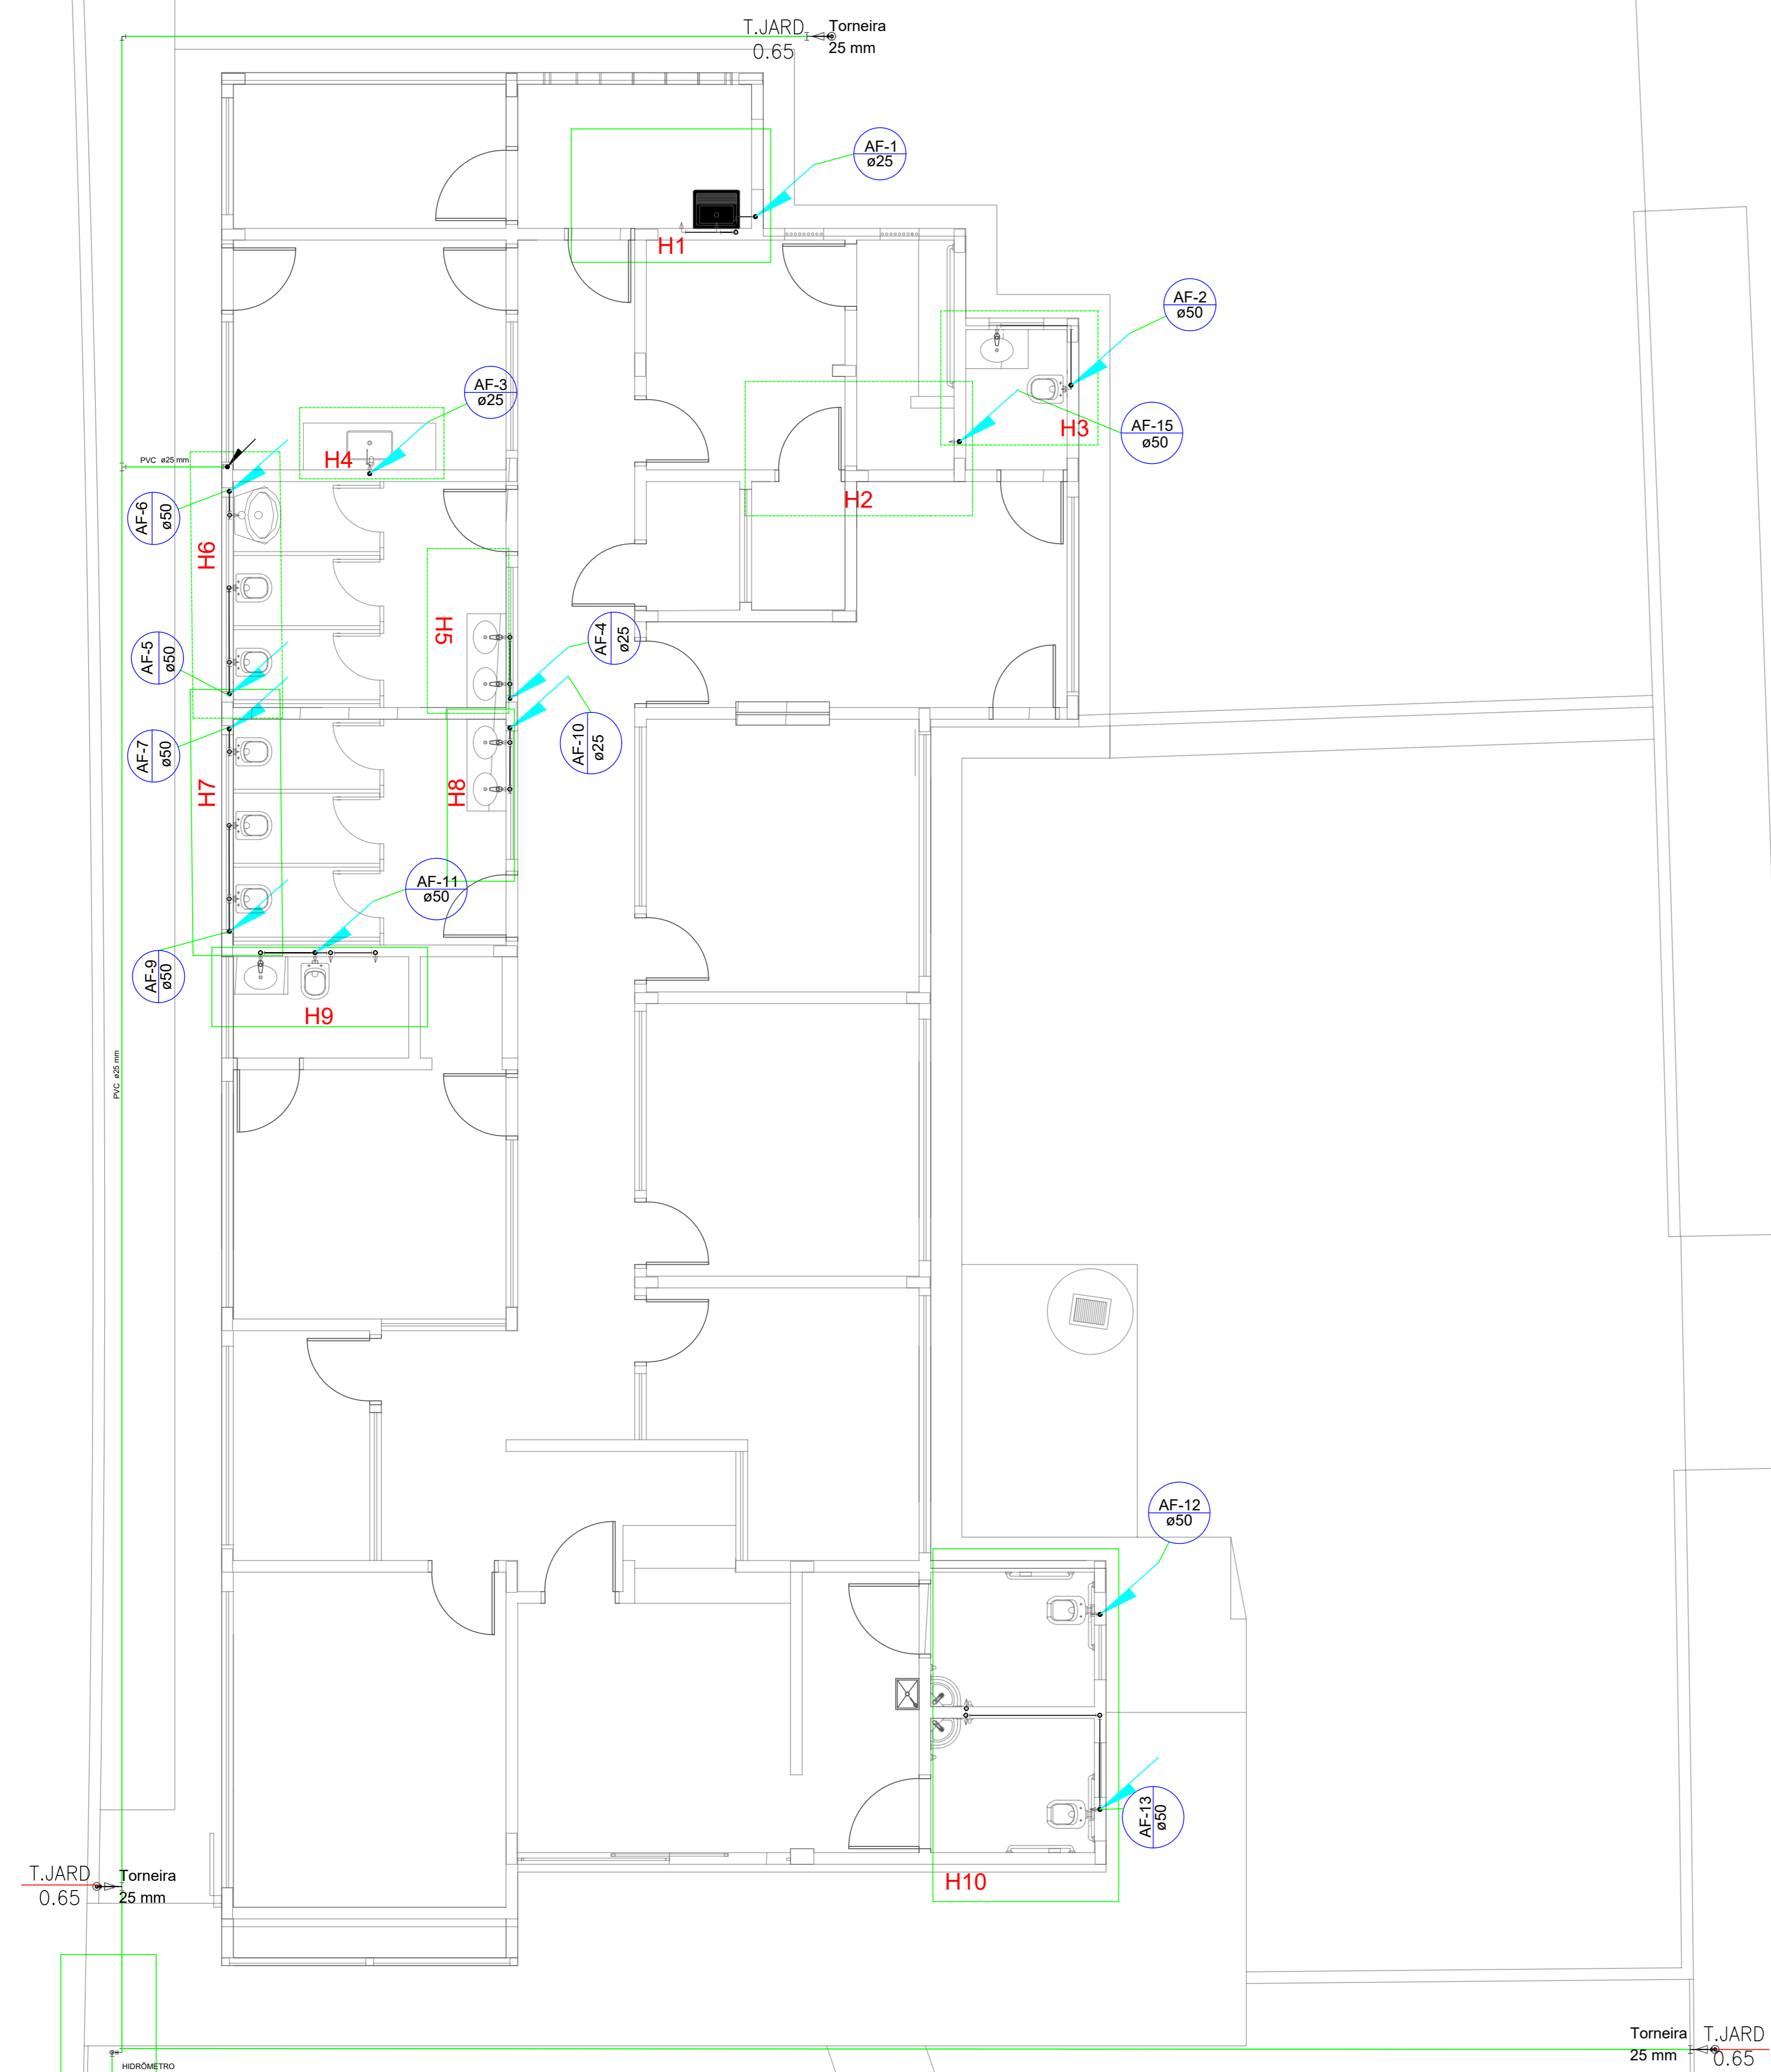 T.JARD
0.65
Torneira
25 mm
AF-1
ø25
H1
AF-2
ø50
AF-3
ø25
AF-15
ø50
H3
H4
PVC ø25 mm
H2
AF-6
ø50
H6
H5
AF-4
ø25
AF-5
ø50
AF-7
ø50
AF-10
ø25
H7
H8
AF-11
ø50
AF-9
ø50
H9
PVC ø25 mm
AF-12
ø50
AF-13
ø50
H10
T.JARD
0.65
Torneira
25 mm
Torneira
25 mm
T.JARD
0.65
HIDRÔMETRO